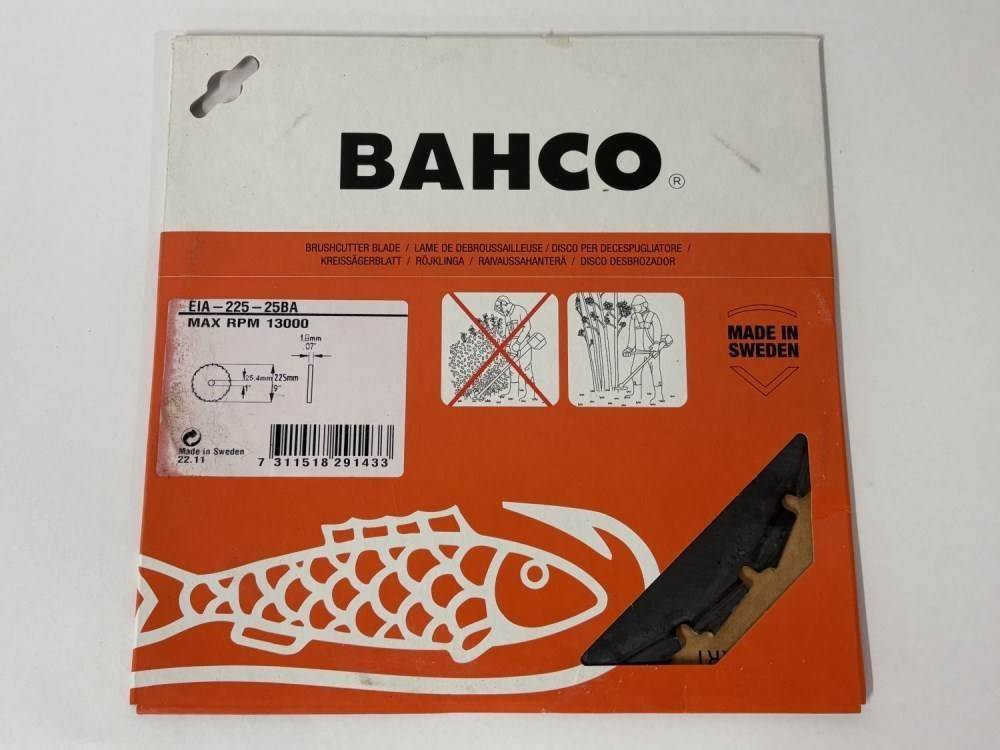 BAHCO®
BRUSHCUTTER BLADE / LAME DE DEBROUSSAILLEUSE / DISCO PER DECESPUGLIATORE /
KREISSÄGERBLATT / RÖJKLINGA / RAIVAUSSAHANTERÄ / DISCO DESBROZADOR
EIA-225-25BA
MAX RPM 13000
1.8mm
.07"
25.4mm 225mm
1" 9"
Made in Sweden
22.11
7 311518 291433
MADE IN
SWEDEN